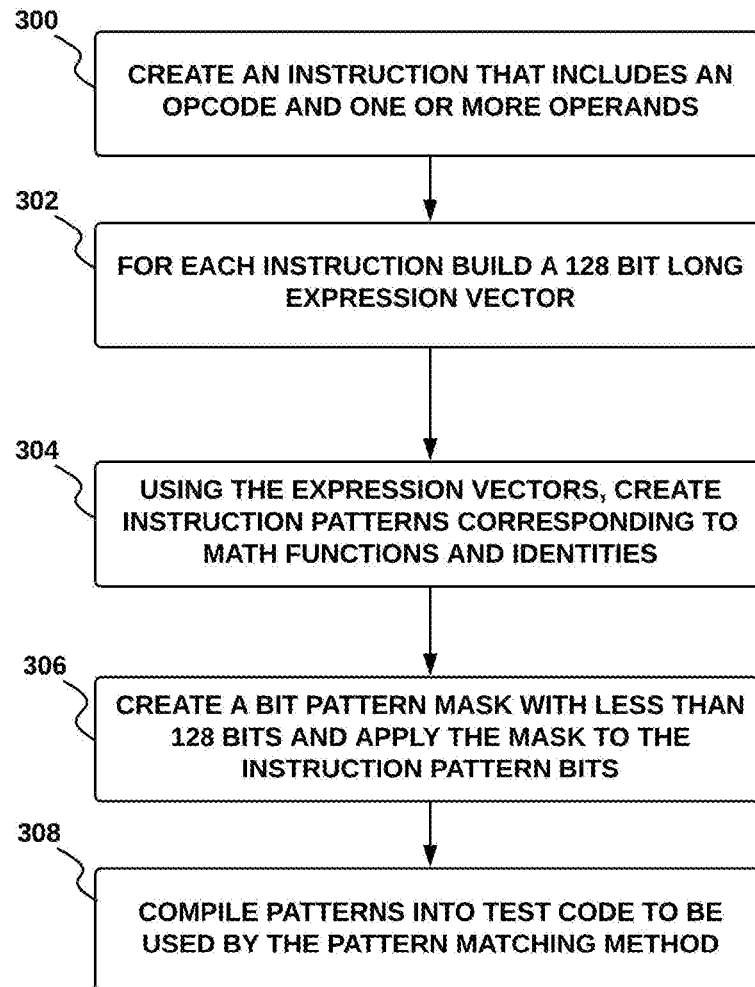 300
CREATE AN INSTRUCTION THAT INCLUDES AN
OPCODE AND ONE OR MORE OPERANDS
302
FOR EACH INSTRUCTION BUILD A 128 BIT LONG
EXPRESSION VECTOR
304
USING THE EXPRESSION VECTORS, CREATE
INSTRUCTION PATTERNS CORRESPONDING TO
MATH FUNCTIONS AND IDENTITIES
306
CREATE A BIT PATTERN MASK WITH LESS THAN
128 BITS AND APPLY THE MASK TO THE
INSTRUCTION PATTERN BITS
308
COMPILE PATTERNS INTO TEST CODE TO BE
USED BY THE PATTERN MATCHING METHOD